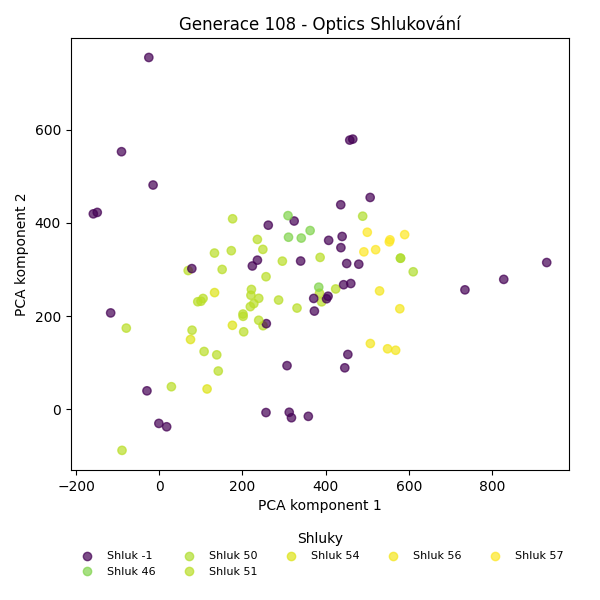 Generace 108 - Optics Shlukování
600
400
200
0
PCA komponent 2
−200 0 200 400 600 800
PCA komponent 1
Shluky
Shluk -1 Shluk 50 Shluk 54 Shluk 56 Shluk 57
Shluk 46 Shluk 51